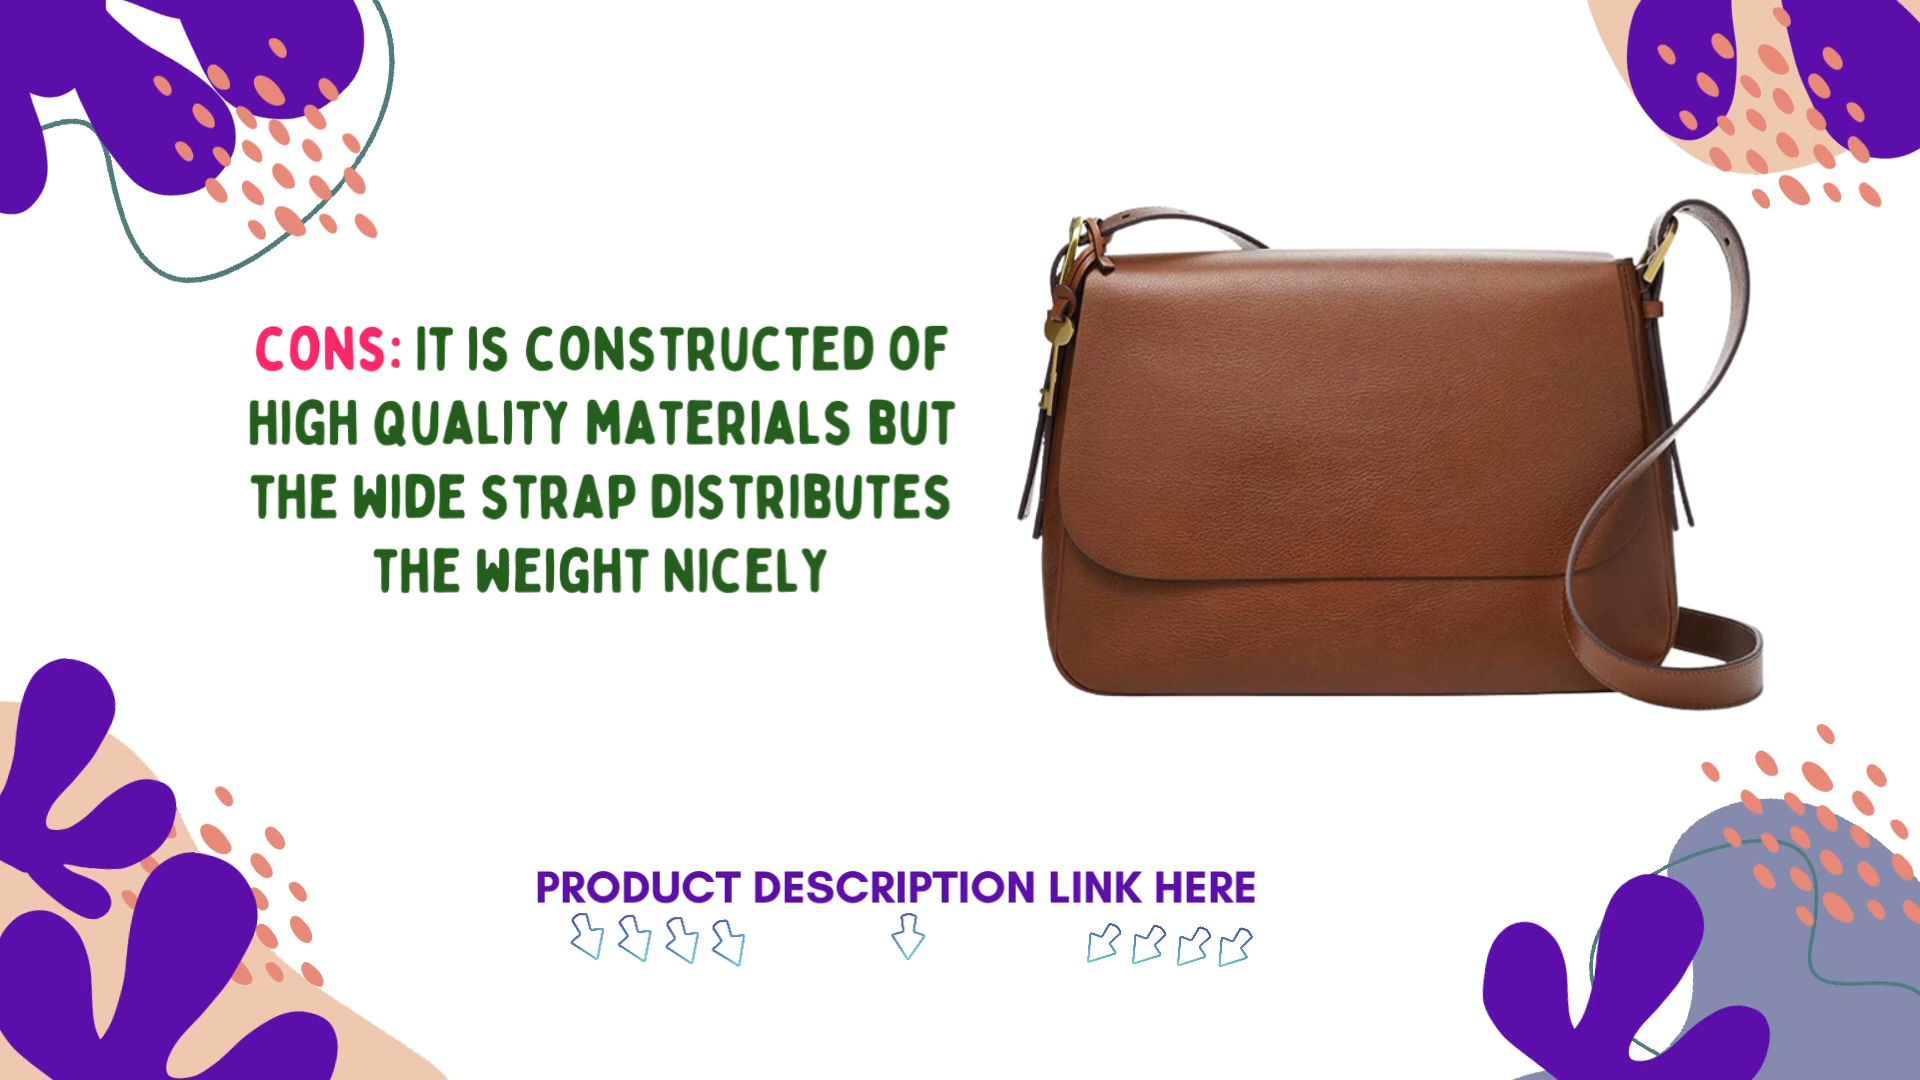 CONS: IT IS CONSTRUCTED OF
HIGH QUALITY MATERIALS BUT
THE WIDE STRAP DISTRIBUTES
THE WEIGHT NICELY
PRODUCT DESCRIPTION LINK HERE